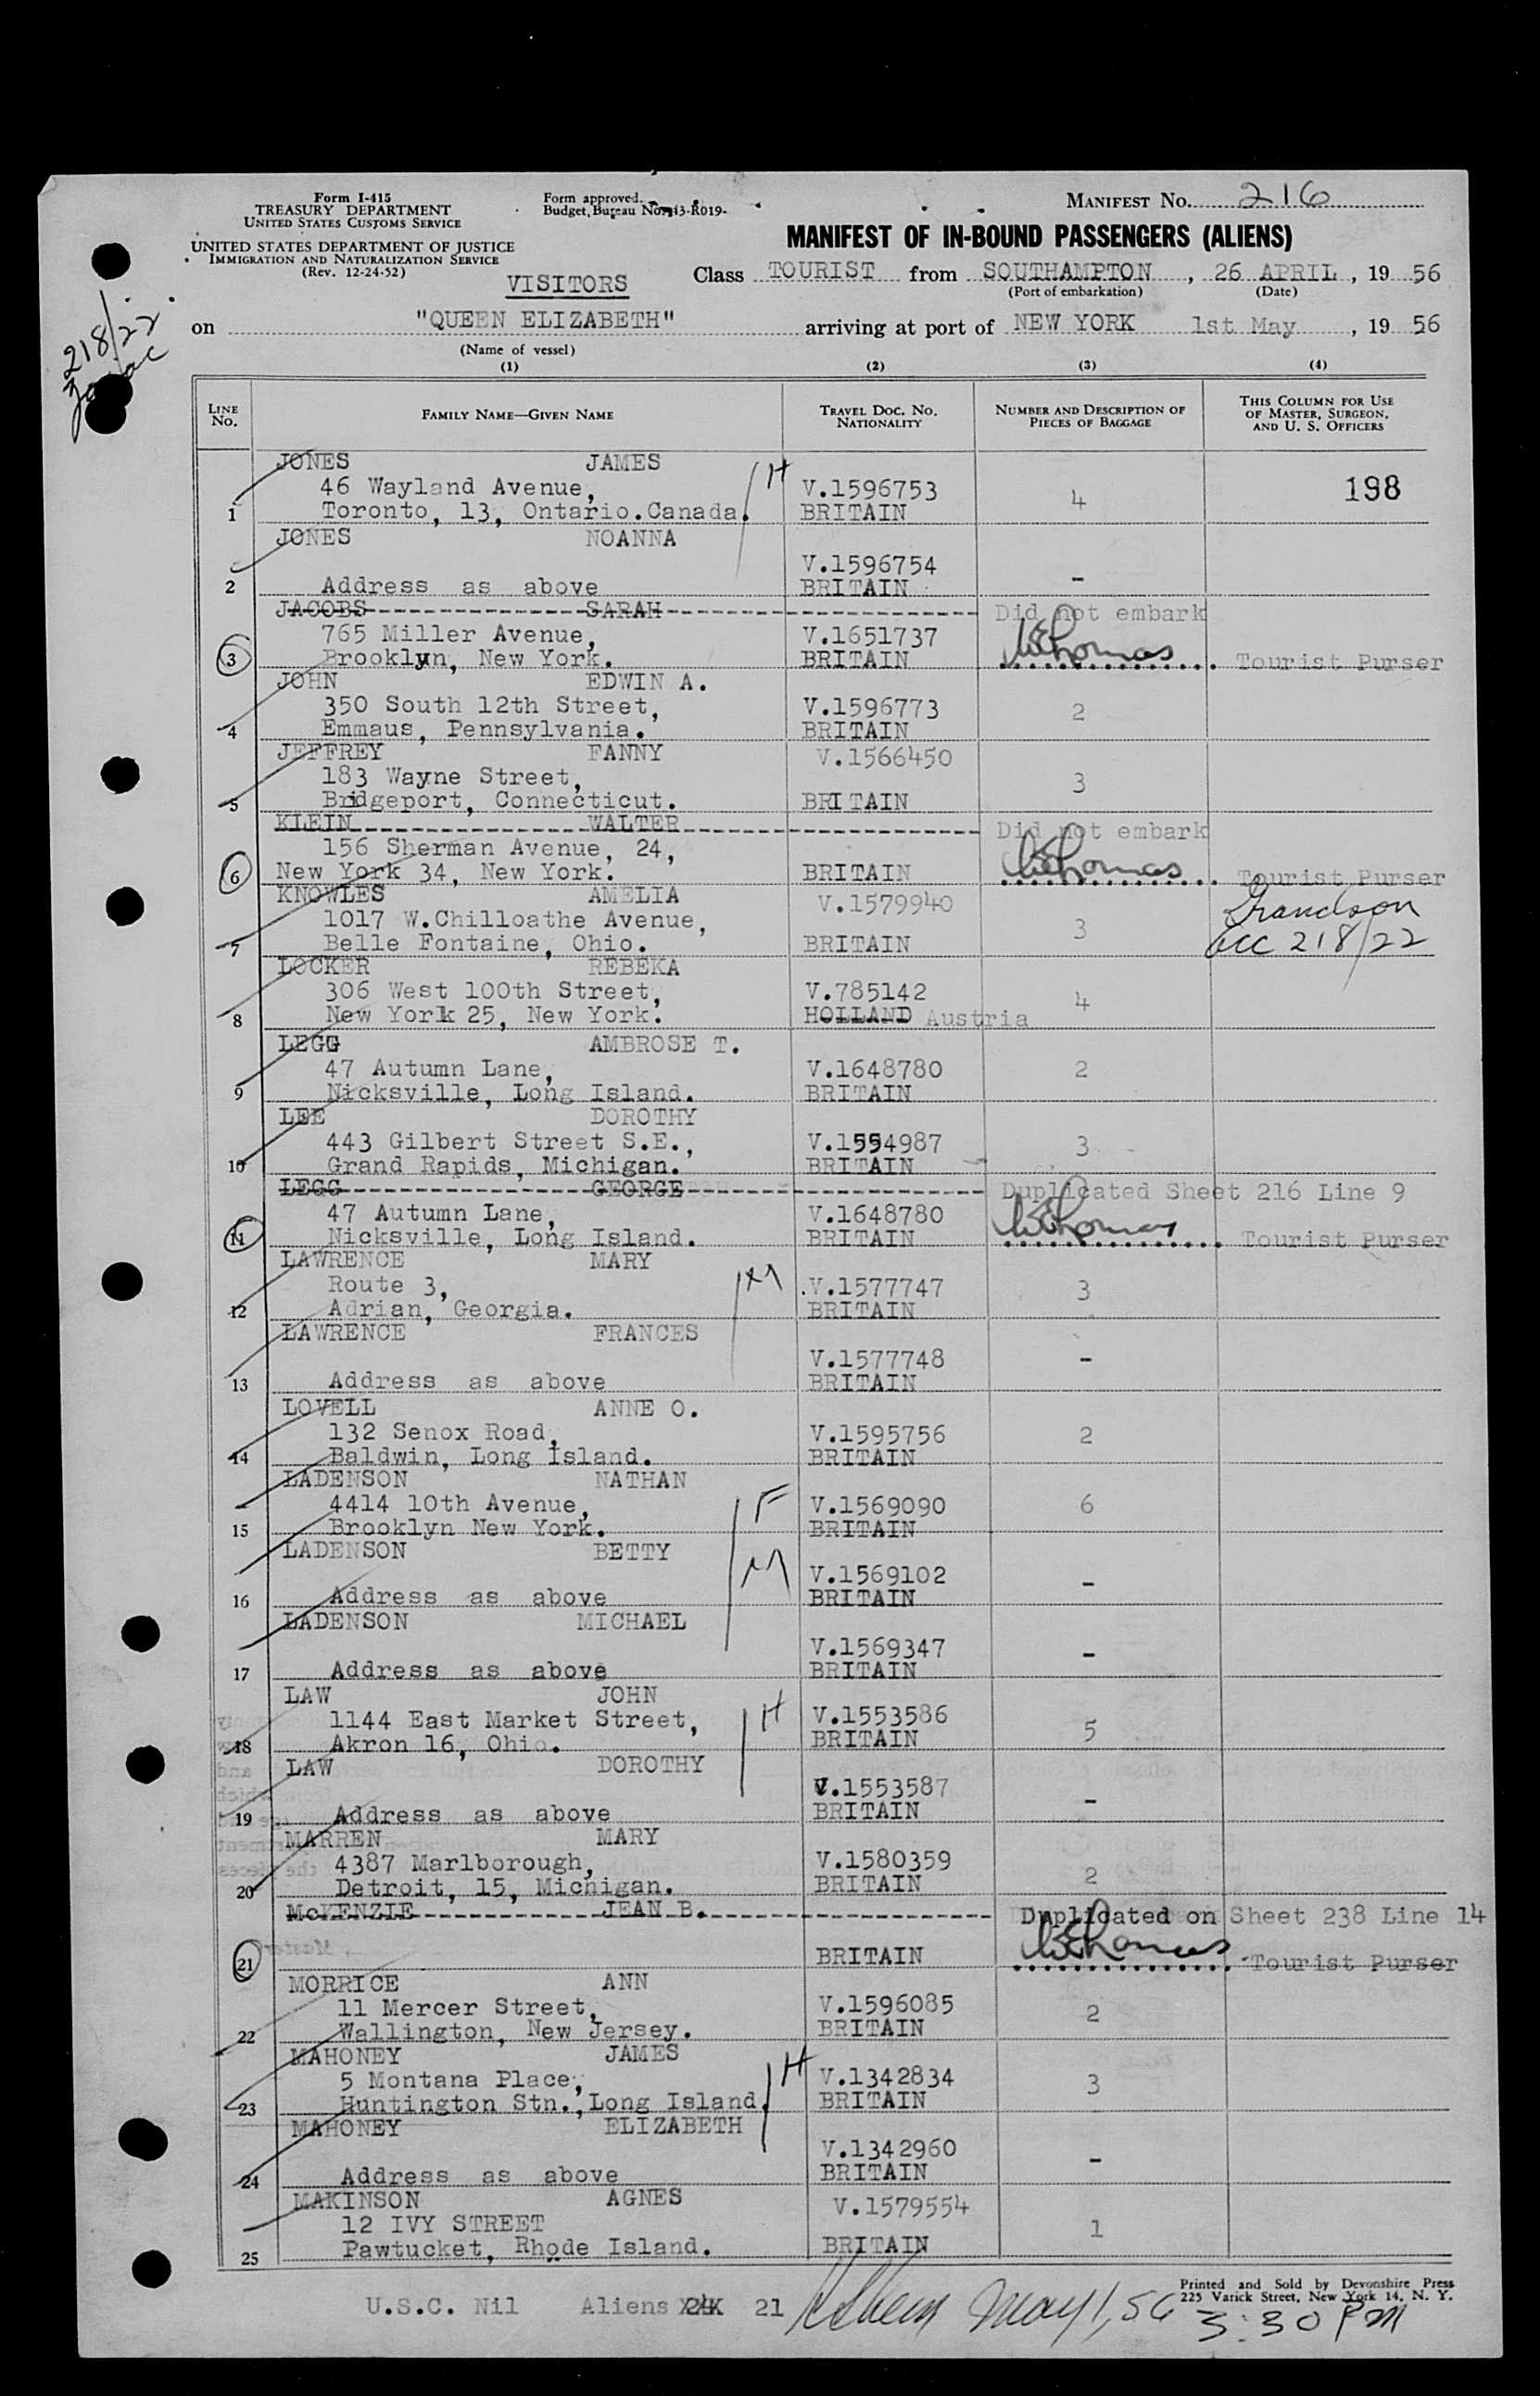 Form I-415
TREASURY DEPARTMENT
UNITED STATES CUSTOMS SERVICE
UNITED STATES DEPARTMENT OF JUSTICE
IMMIGRATION AND NATURALIZATION SERVICE
(Rev. 12-24-52)
Form approved.
Budget Bureau No. 43-R019-
MANIFEST NO. 216
MANIFEST OF IN-BOUND PASSENGERS (ALIENS)
VISITORS
Class TOURIST from SOUTHAMPTON, 26 APRIL, 19 56
(Port of embarkation) (Date)
on "QUEEN ELIZABETH" arriving at port of NEW YORK 1st May, 19 56
(Name of vessel)
218/22
(1) (2) (3) (4)
LINE No. FAMILY NAME—GIVEN NAME TRAVEL DOC. NO. NATIONALITY NUMBER AND DESCRIPTION OF PIECES OF BAGGAGE THIS COLUMN FOR USE OF MASTER, SURGEON, AND U. S. OFFICERS
JONES JAMES H
46 Wayland Avenue, V.1596753 4 198
1 Toronto, 13, Ontario.Canada. BRITAIN
JONES NOANNA
V.1596754 -
2 Address as above BRITAIN
JACOBS SARAH Did not embark
765 Miller Avenue, V.1651737
3 Brooklyn, New York. BRITAIN Tourist Purser
JOHN EDWIN A.
350 South 12th Street, V.1596773 2
4 Emmaus, Pennsylvania. BRITAIN
JEFFREY FANNY V.1566450
183 Wayne Street, 3
5 Bridgeport, Connecticut. BRITAIN
KLEIN WALTER Did not embark
156 Sherman Avenue, 24,
6 New York 34, New York. BRITAIN Tourist Purser
KNOWLES AMELIA V.1579940 Grandson
1017 W.Chilloathe Avenue, 3
7 Belle Fontaine, Ohio. BRITAIN acc 218/22
LOCKER REBEKA
306 West 100th Street, V.785142 4
8 New York 25, New York. HOLLAND Austria
LEGG AMBROSE T.
47 Autumn Lane, V.1648780 2
9 Nicksville, Long Island. BRITAIN
LEE DOROTHY
443 Gilbert Street S.E., V.1554987 3
10 Grand Rapids, Michigan. BRITAIN
LEGG GEORGE Duplicated Sheet 216 Line 9
47 Autumn Lane, V.1648780
11 Nicksville, Long Island. BRITAIN Tourist Purser
LAWRENCE MARY M
Route 3, V.1577747 3
12 Adrian, Georgia. BRITAIN
LAWRENCE FRANCES
V.1577748 -
13 Address as above BRITAIN
LOVELL ANNE O.
132 Senox Road, V.1595756 2
14 Baldwin, Long Island. BRITAIN
LADENSON NATHAN
4414 10th Avenue, F V.1569090 6
15 Brooklyn New York. BRITAIN
LADENSON BETTY
M V.1569102 -
16 Address as above BRITAIN
LADENSON MICHAEL
V.1569347 -
17 Address as above BRITAIN
LAW JOHN
1144 East Market Street, H V.1553586 5
18 Akron 16, Ohio. BRITAIN
LAW DOROTHY
V.1553587 -
19 Address as above BRITAIN
MARREN MARY
4387 Marlborough, V.1580359 2
20 Detroit, 15, Michigan. BRITAIN
McKENZIE JEAN B. Duplicated on Sheet 238 Line 14
21 BRITAIN Tourist Purser
MORRICE ANN
11 Mercer Street, V.1596085 2
22 Wallington, New Jersey. BRITAIN
MAHONEY JAMES H
5 Montana Place, V.1342834 3
23 Huntington Stn., Long Island. BRITAIN
MAHONEY ELIZABETH
V.1342960 -
24 Address as above BRITAIN
MAKINSON AGNES V.1579554
12 IVY STREET 1
25 Pawtucket, Rhode Island. BRITAIN
U.S.C. Nil Aliens 21 May 1, 56
3:30 PM
Printed and Sold by Devonshire Press
225 Varick Street, New York 14, N. Y.